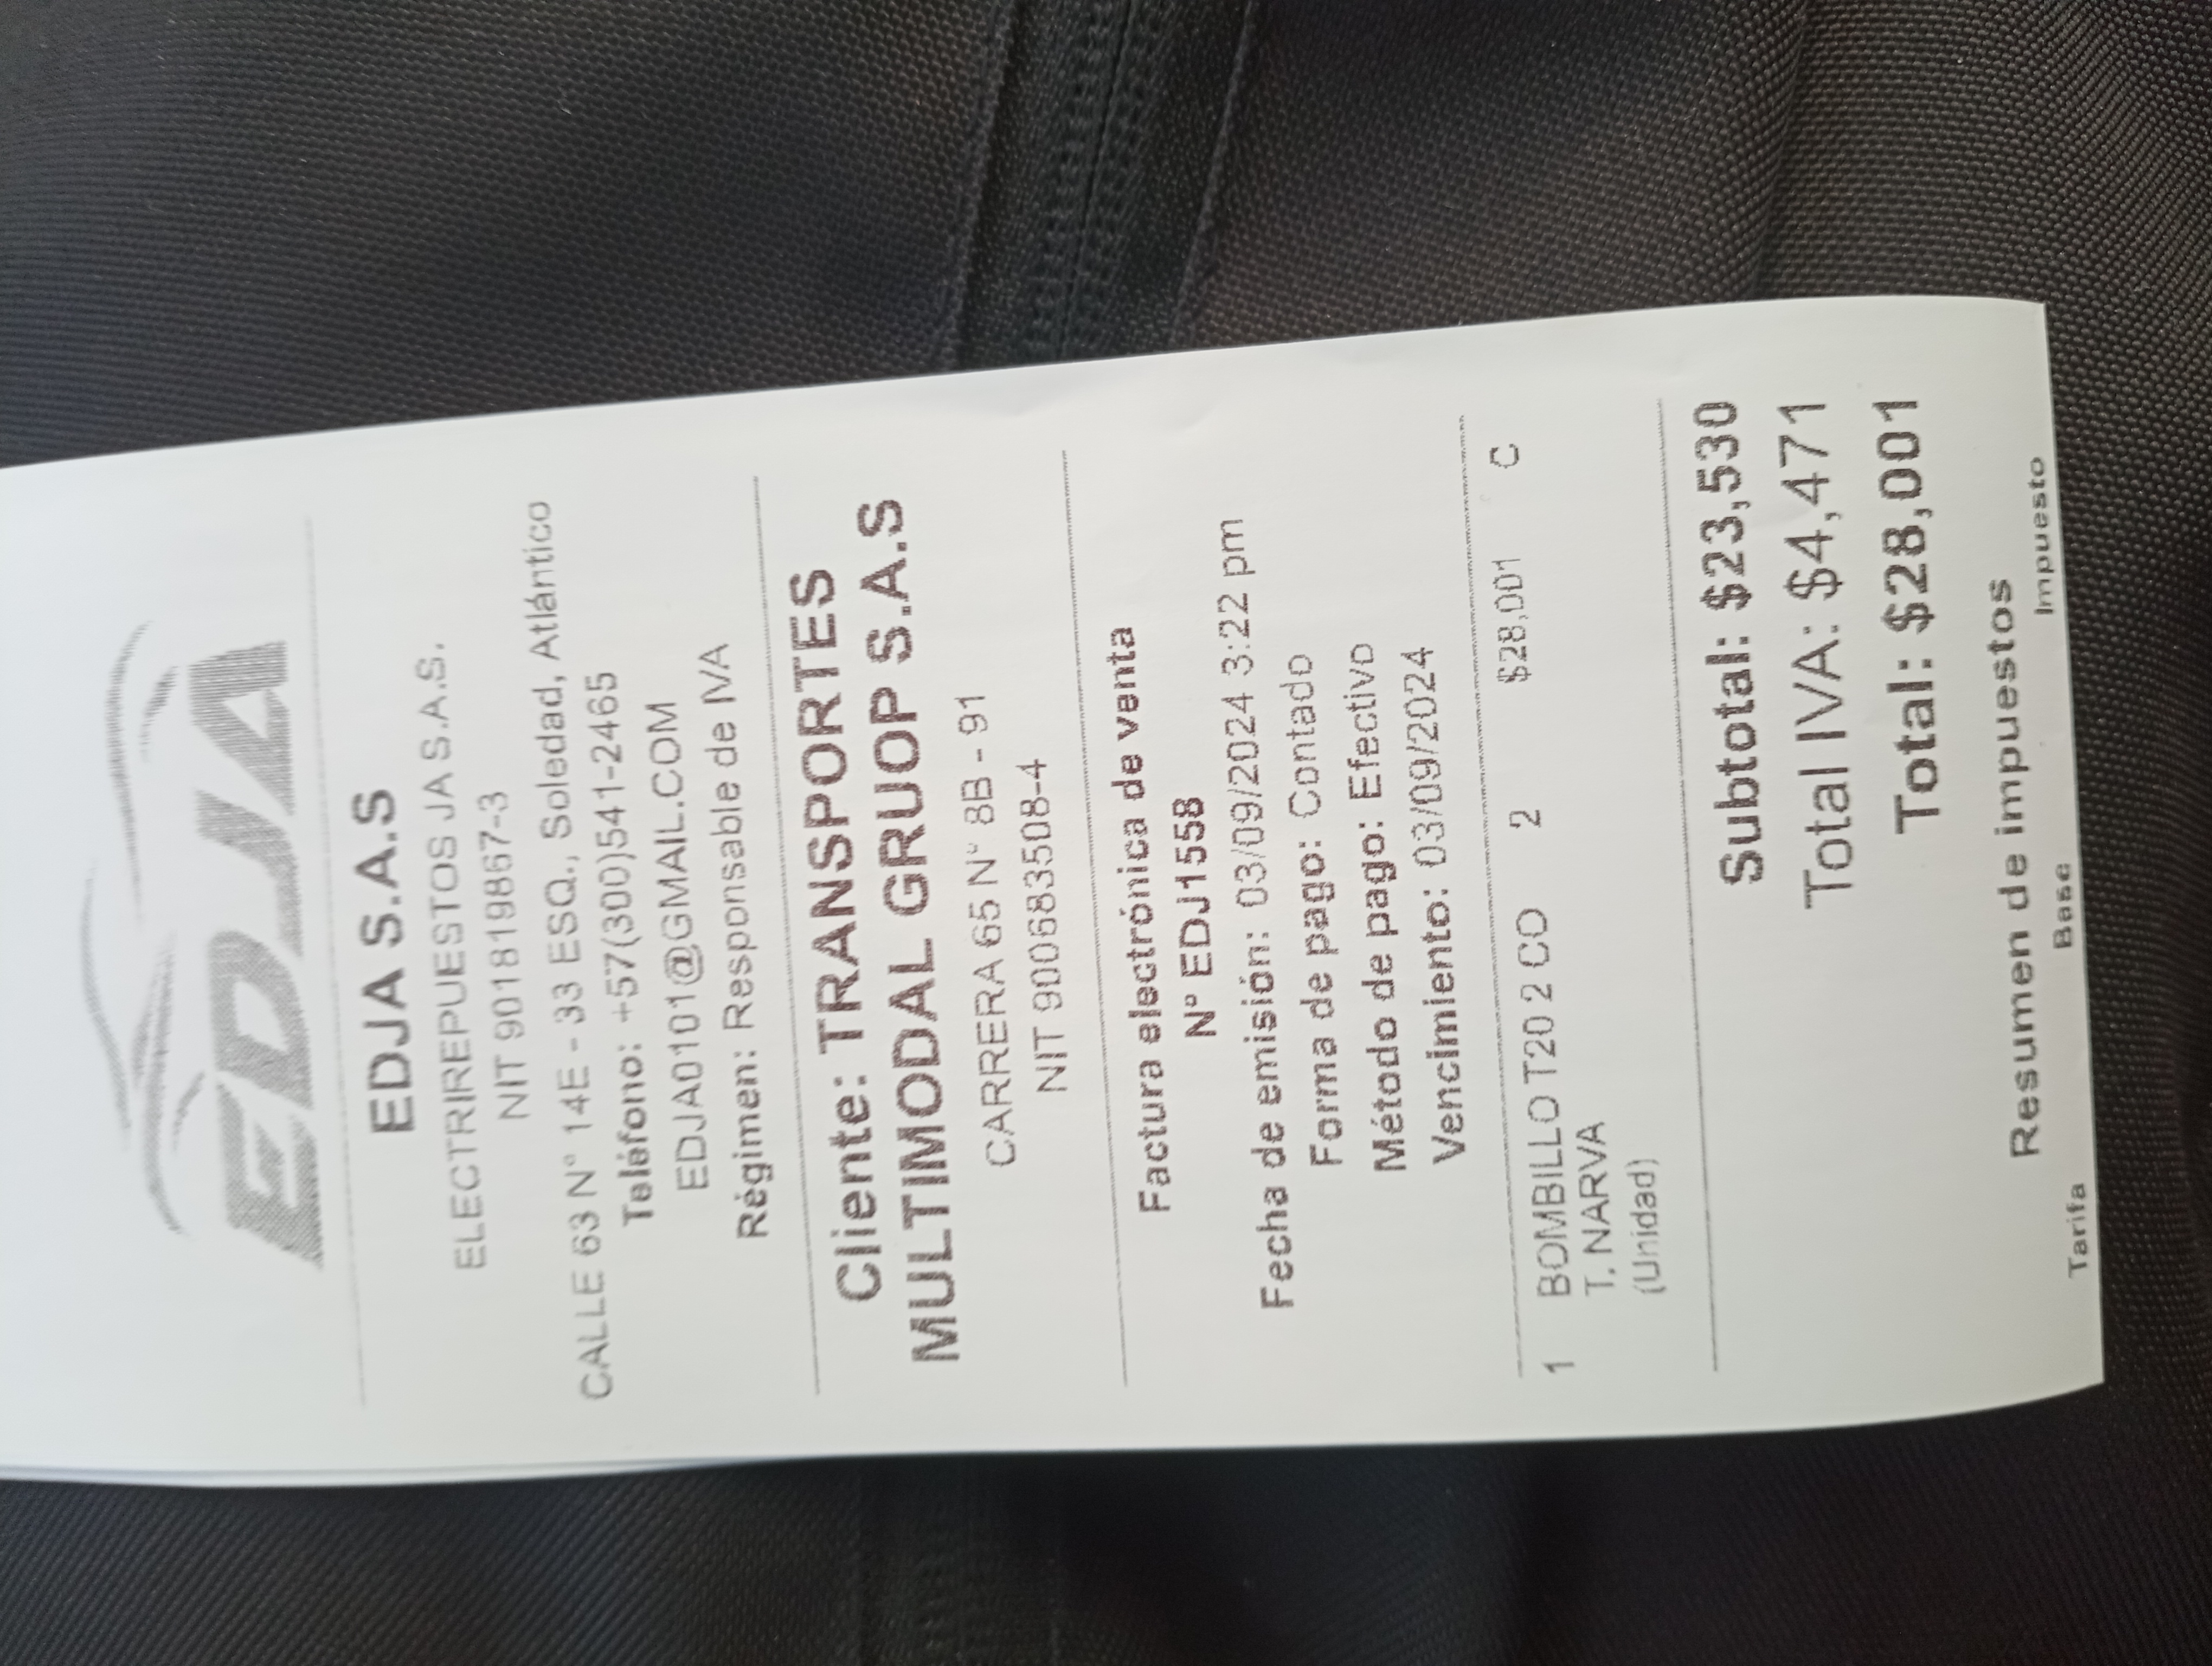 EDJA
EDJA S.A.S
ELECTRIREPUESTOS JA S.A.S.
NIT 901819867-3
CALLE 63 N° 14E - 33 ESQ., Soledad, Atlántico
Teléfono: +57(300)541-2465
EDJA0101@GMAIL.COM
Régimen: Responsable de IVA
Cliente: TRANSPORTES
MULTIMODAL GRUOP S.A.S
CARRERA 65 N° 8B - 91
NIT 900683508-4
Factura electrónica de venta
N° EDJ1558
Fecha de emisión: 03/09/2024 3:22 pm
Forma de pago: Contado
Método de pago: Efectivo
Vencimiento: 03/09/2024
1 BOMBILLO T20 2 CO 2 $28,001 C
T. NARVA
(Unidad)
Subtotal: $23,530
Total IVA: $4,471
Total: $28,001
Resumen de impuestos
Tarifa Base Impuesto